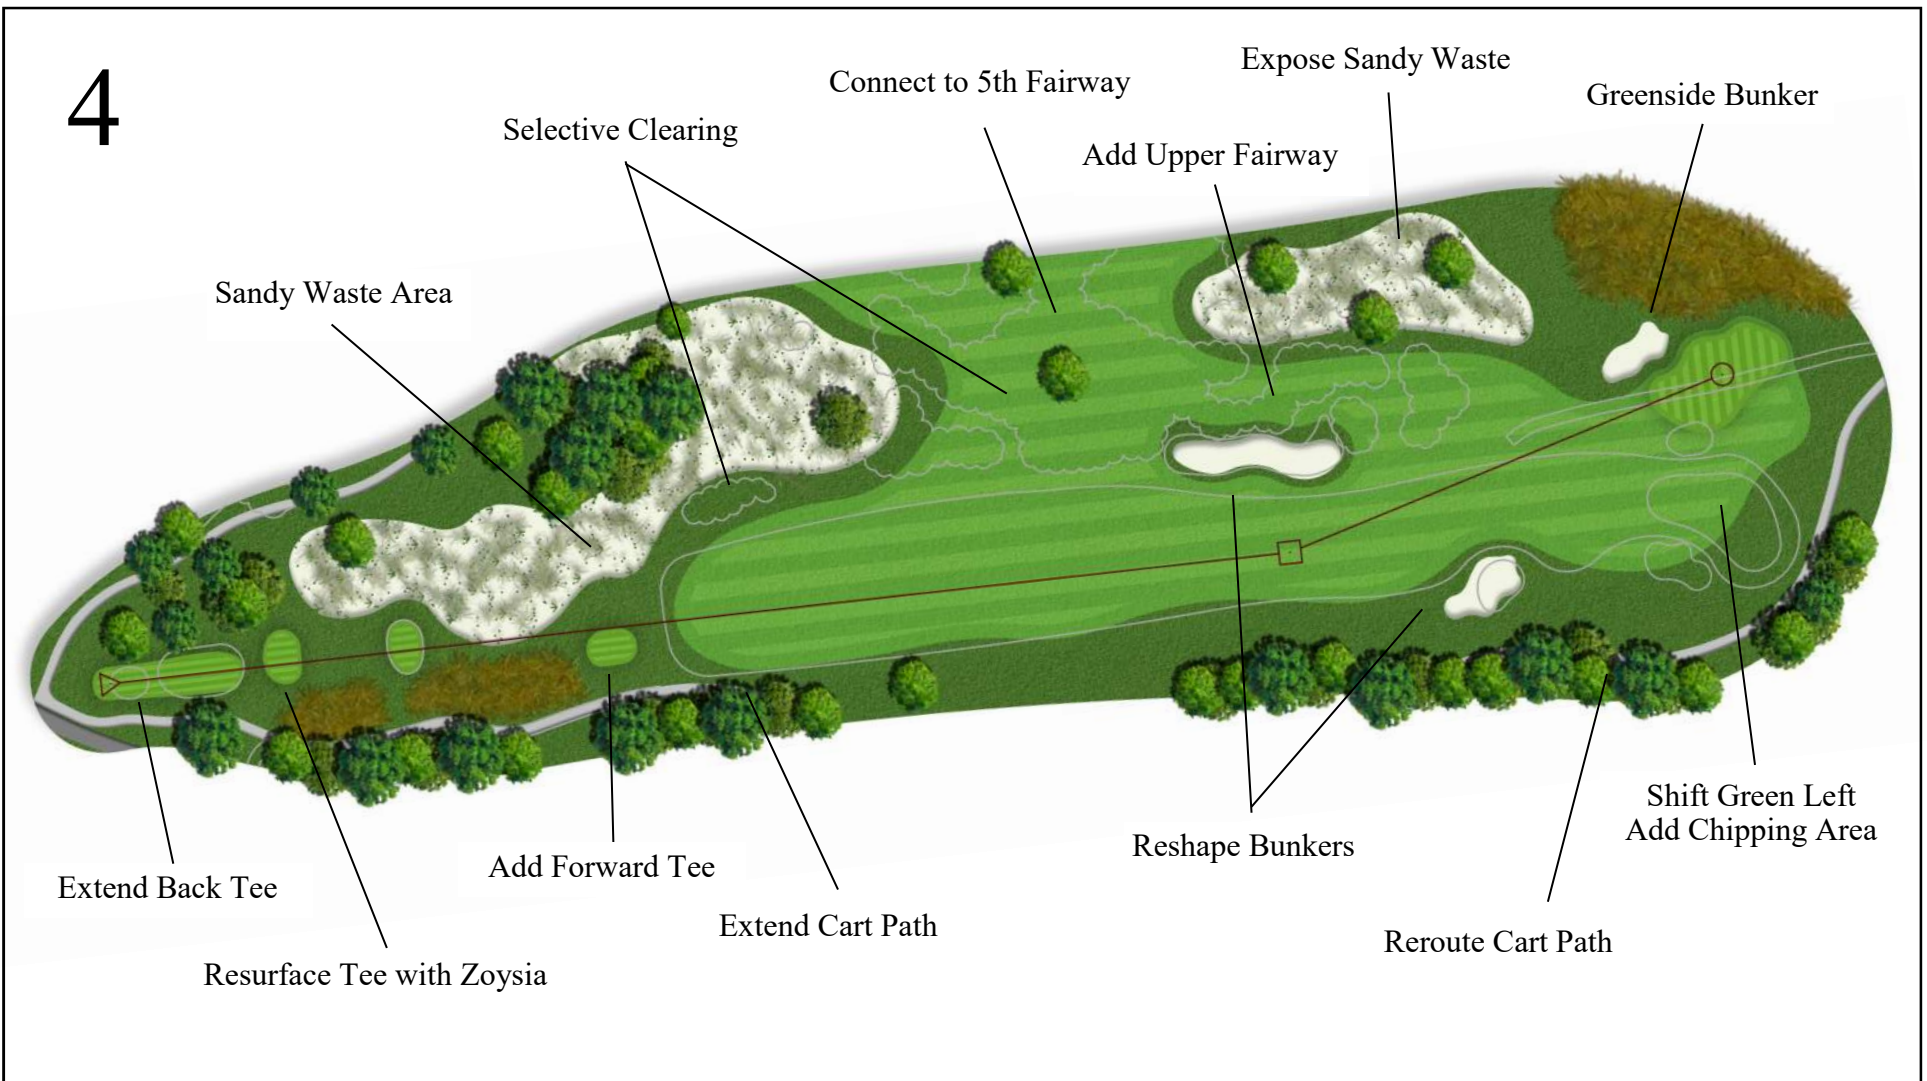 4
Expose Sandy Waste
Connect to 5th Fairway
Greenside Bunker
Selective Clearing
Add Upper Fairway
Sandy Waste Area
Shift Green Left
Add Chipping Area
Reshape Bunkers
Add Forward Tee
Extend Back Tee
Extend Cart Path
Reroute Cart Path
Resurface Tee with Zoysia